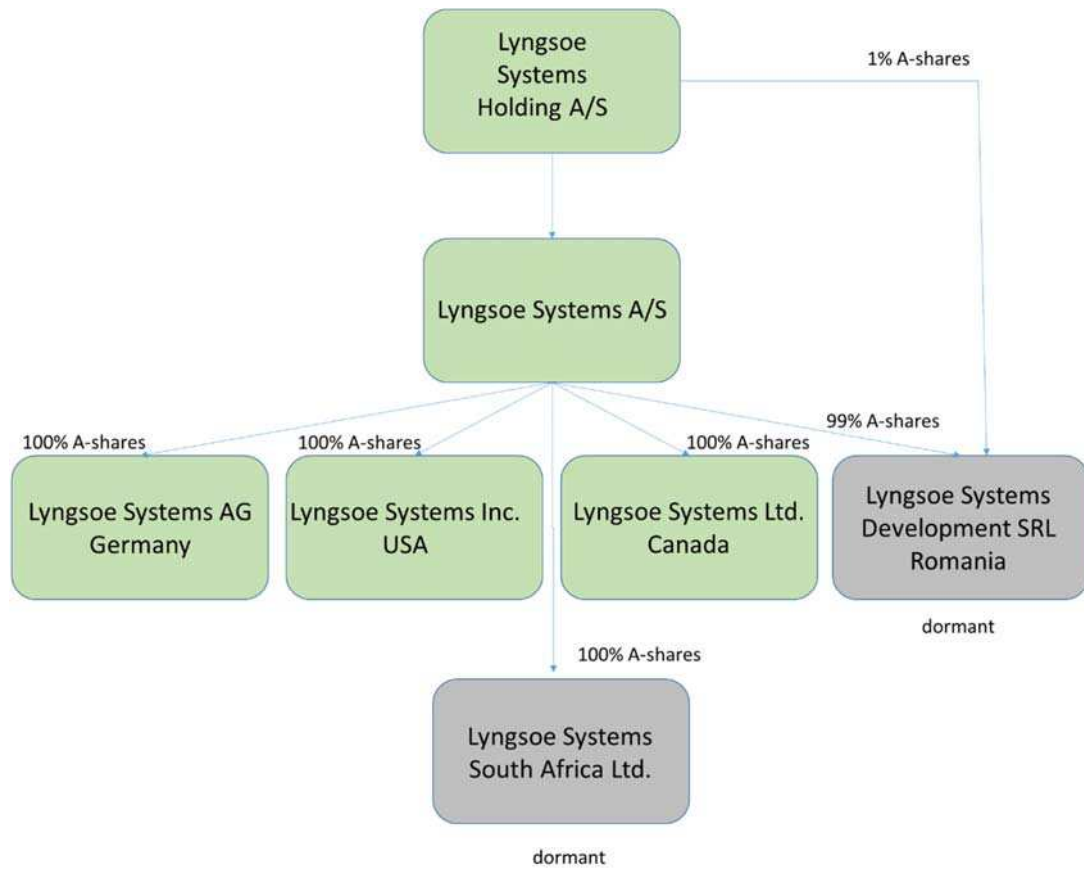 Lyngsoe
Systems
Holding A/S
1% A-shares
Lyngsoe Systems A/S
99% A-shares
100% A-shares
100% A-shares
100% A-shares
Lyngsoe Systems AG
Germany
Lyngsoe Systems Inc.
USA
Lyngsoe Systems Ltd.
Canada
Lyngsoe Systems
Development SRL
Romania
dormant
100% A-shares
Lyngsoe Systems
South Africa Ltd.
dormant